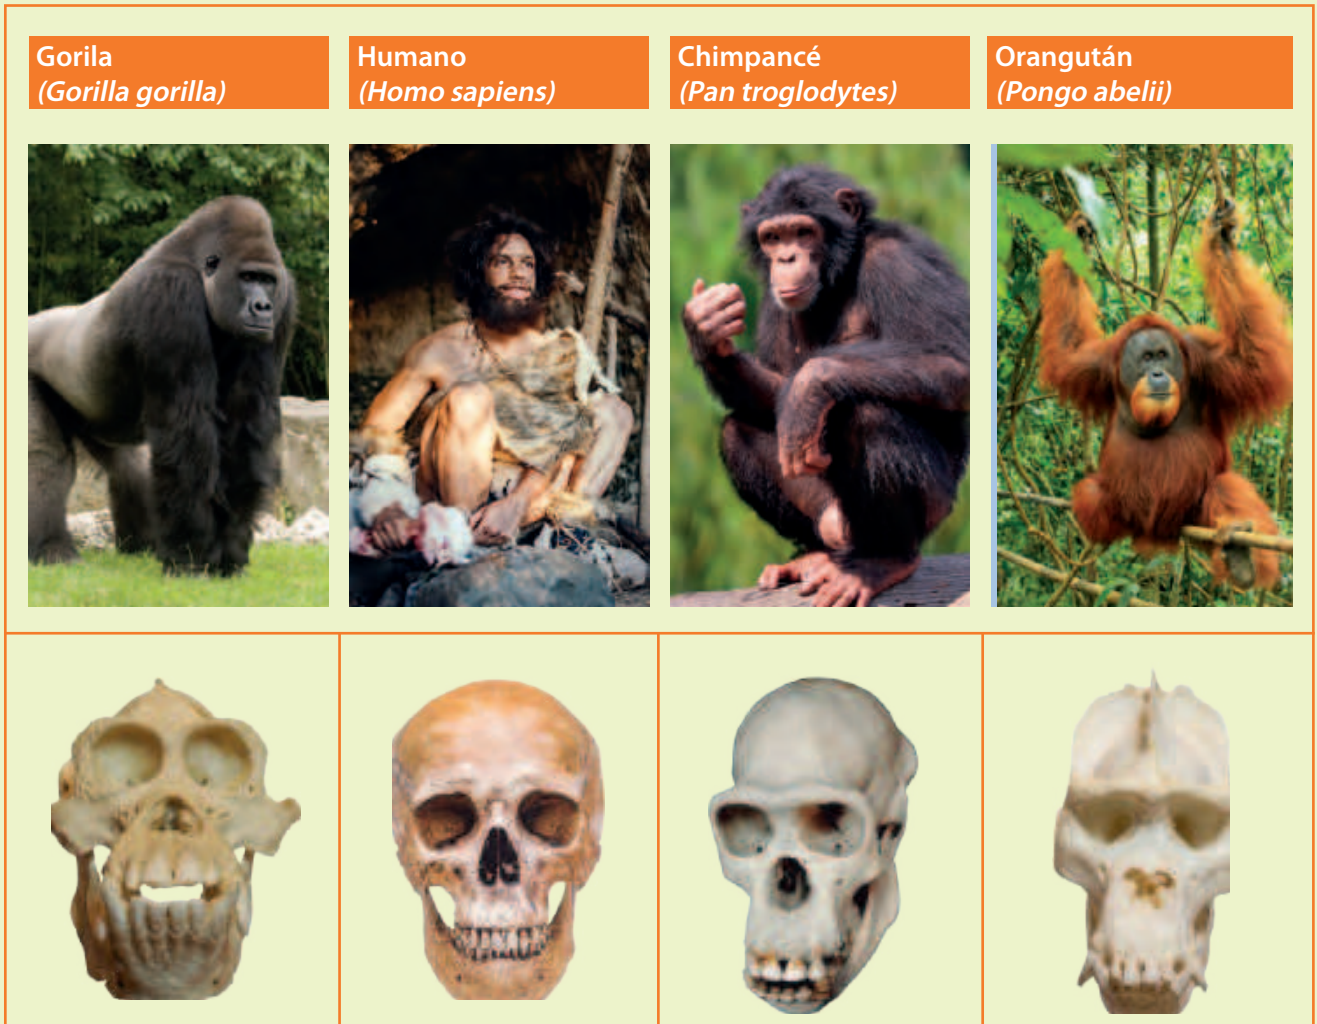 Gorila
(Gorilla gorilla)
Humano
(Homo sapiens)
Chimpancé
(Pan troglodytes)
Orangután
(Pongo abelii)